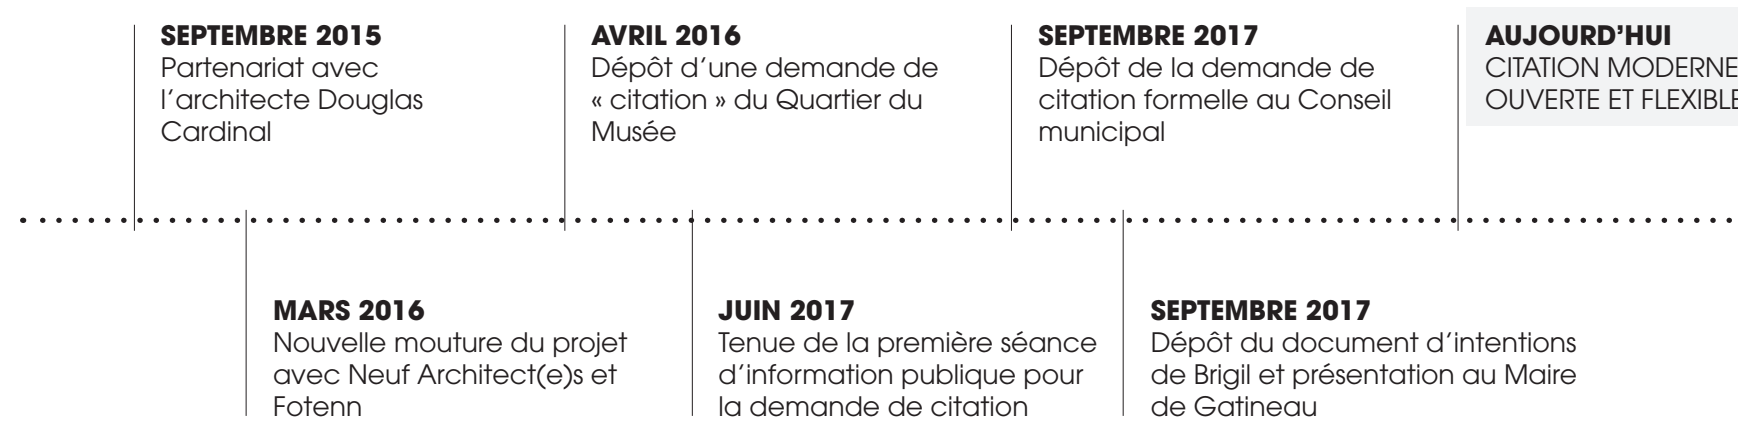 SEPTEMBRE 2015
Partenariat avec
l’architecte Douglas
Cardinal
MARS 2016
Nouvelle mouture du projet
avec Neuf Architect(e)s et
Fotenn
AVRIL 2016
Dépôt d’une demande de
« citation » du Quartier du
Musée
JUIN 2017
Tenue de la première séance
d’information publique pour
la demande de citation
SEPTEMBRE 2017
Dépôt de la demande de
citation formelle au Conseil
municipal
SEPTEMBRE 2017
Dépôt du document d’intentions
de Brigil et présentation au Maire
de Gatineau
AUJOURD’HUI
CITATION MODERNE
OUVERTE ET FLEXIBLE